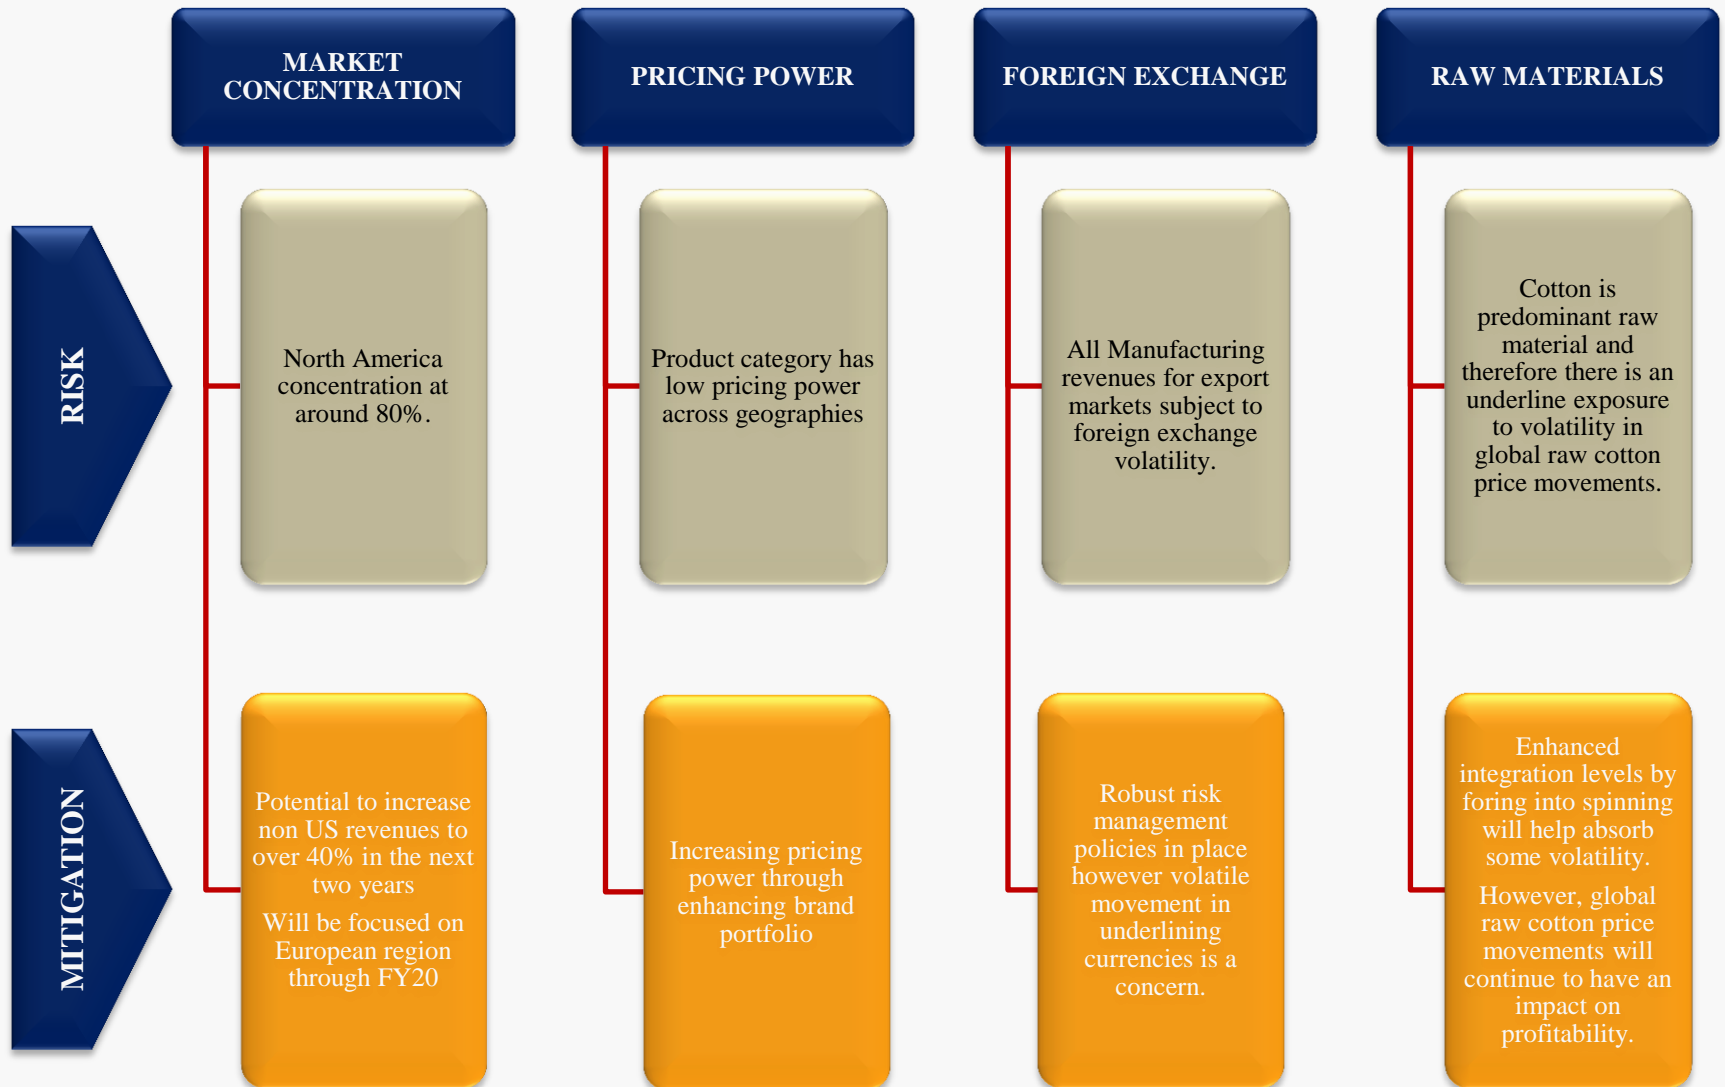 MARKET
CONCENTRATION
PRICING POWER
FOREIGN EXCHANGE
RAW MATERIALS
RISK
North America
concentration at
around 80%.
Product category has
low pricing power
across geographies
All Manufacturing
revenues for export
markets subject to
foreign exchange
volatility.
Cotton is
predominant raw
material and
therefore there is an
underline exposure
to volatility in
global raw cotton
price movements.
MITIGATION
Potential to increase
non US revenues to
over 40% in the next
two years
Will be focused on
European region
through FY20
Increasing pricing
power through
enhancing brand
portfolio
Robust risk
management
policies in place
however volatile
movement in
underlining
currencies is a
concern.
Enhanced
integration levels by
foring into spinning
will help absorb
some volatility.
However, global
raw cotton price
movements will
continue to have an
impact on
profitability.